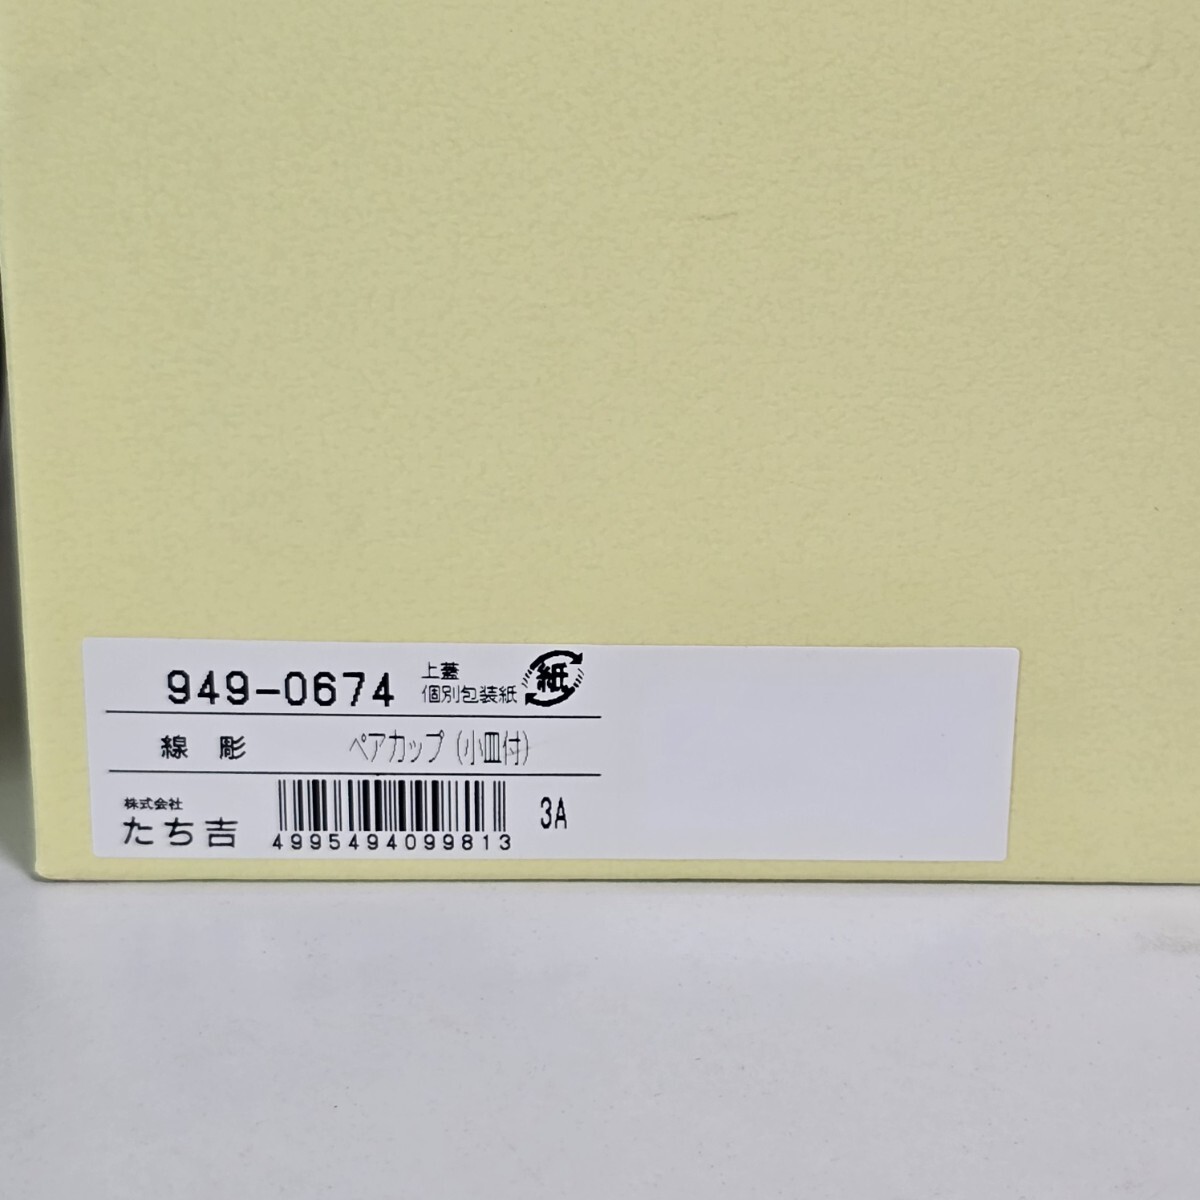 949-0674
上蓋
個別包装紙
紙
線彫 ペアカップ(小皿付)
株式会社
たち吉
4995494099813
3A